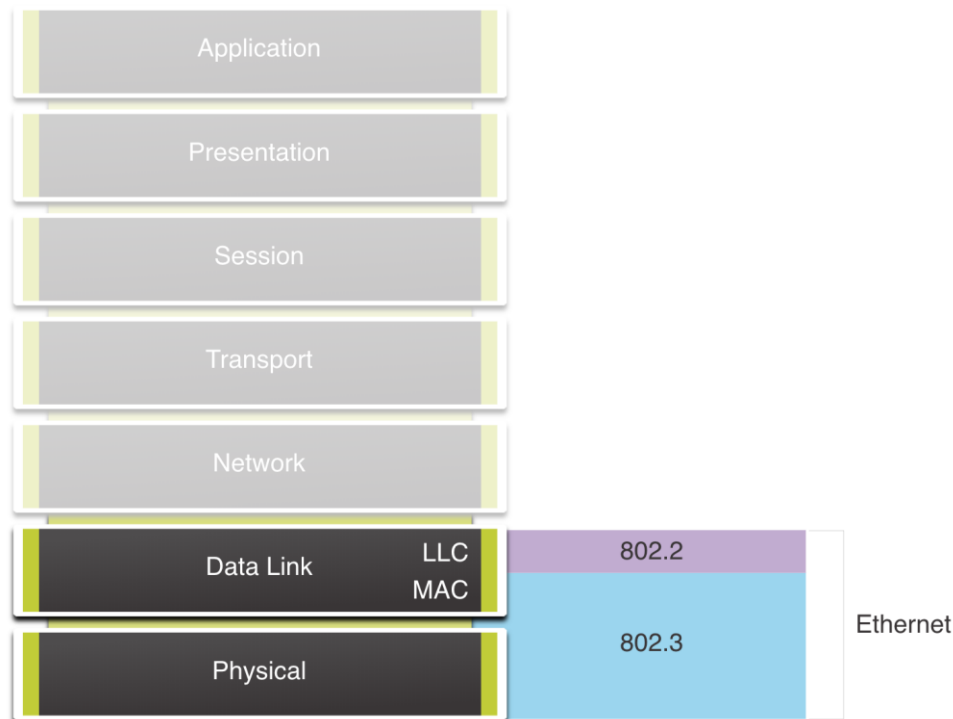 Application
Presentation
Session
Transport
Network
Data Link
LLC
MAC
802.2
802.3
Ethernet
Physical